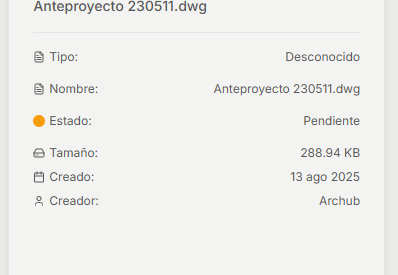 Anteproyecto 230511.dwg
Tipo: Desconocido
Nombre: Anteproyecto 230511.dwg
Estado: Pendiente
Tamaño: 288.94 KB
Creado: 13 ago 2025
Creador: Archub